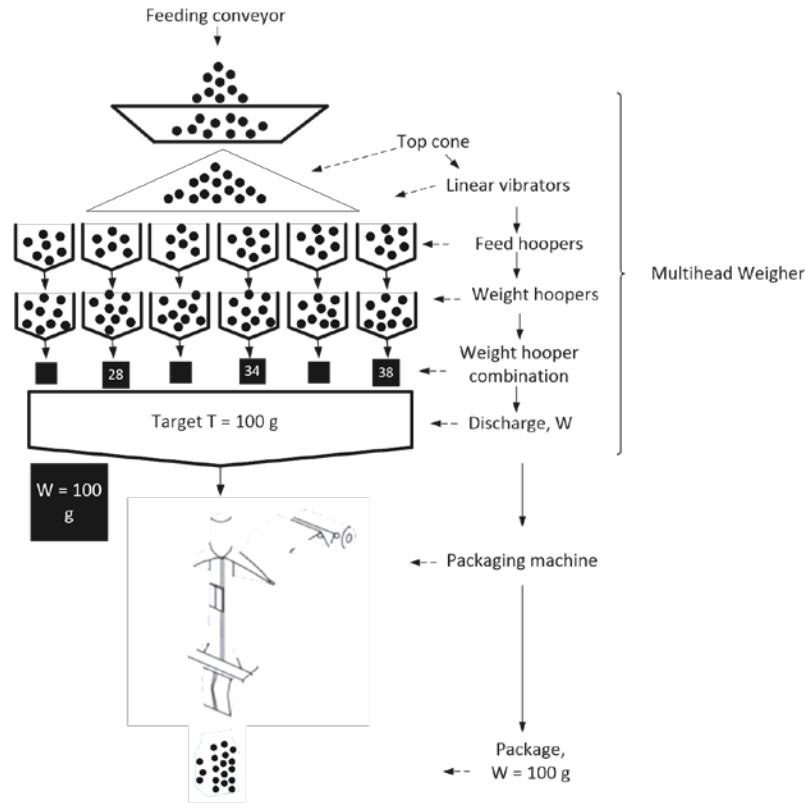 Feeding conveyor
Top cone
Linear vibrators
Feed hoopers
Multihead Weigher
Weight hoopers
Weight hooper
combination
28
34
38
Target T = 100 g
Discharge, W
W = 100
g
Packaging machine
Package,
W = 100 g